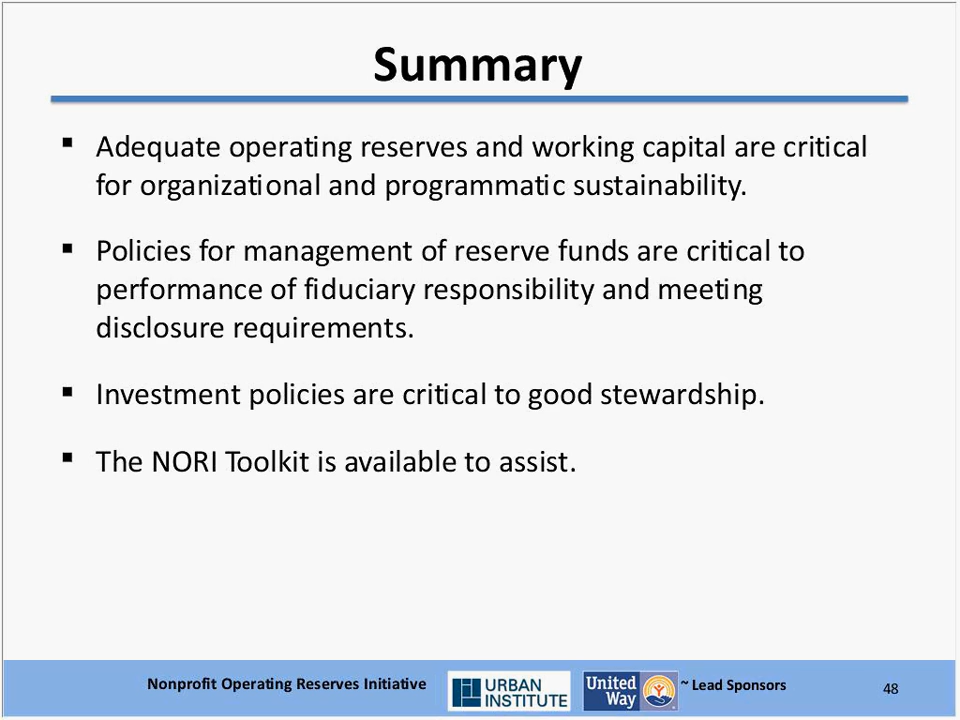 Summary
▪ Adequate operating reserves and working capital are critical
for organizational and programmatic sustainability.
▪ Policies for management of reserve funds are critical to
performance of fiduciary responsibility and meeting
disclosure requirements.
▪ Investment policies are critical to good stewardship.
▪ The NORI Toolkit is available to assist.
Nonprofit Operating Reserves Initiative
URBAN
INSTITUTE
United
Way
~ Lead Sponsors
48